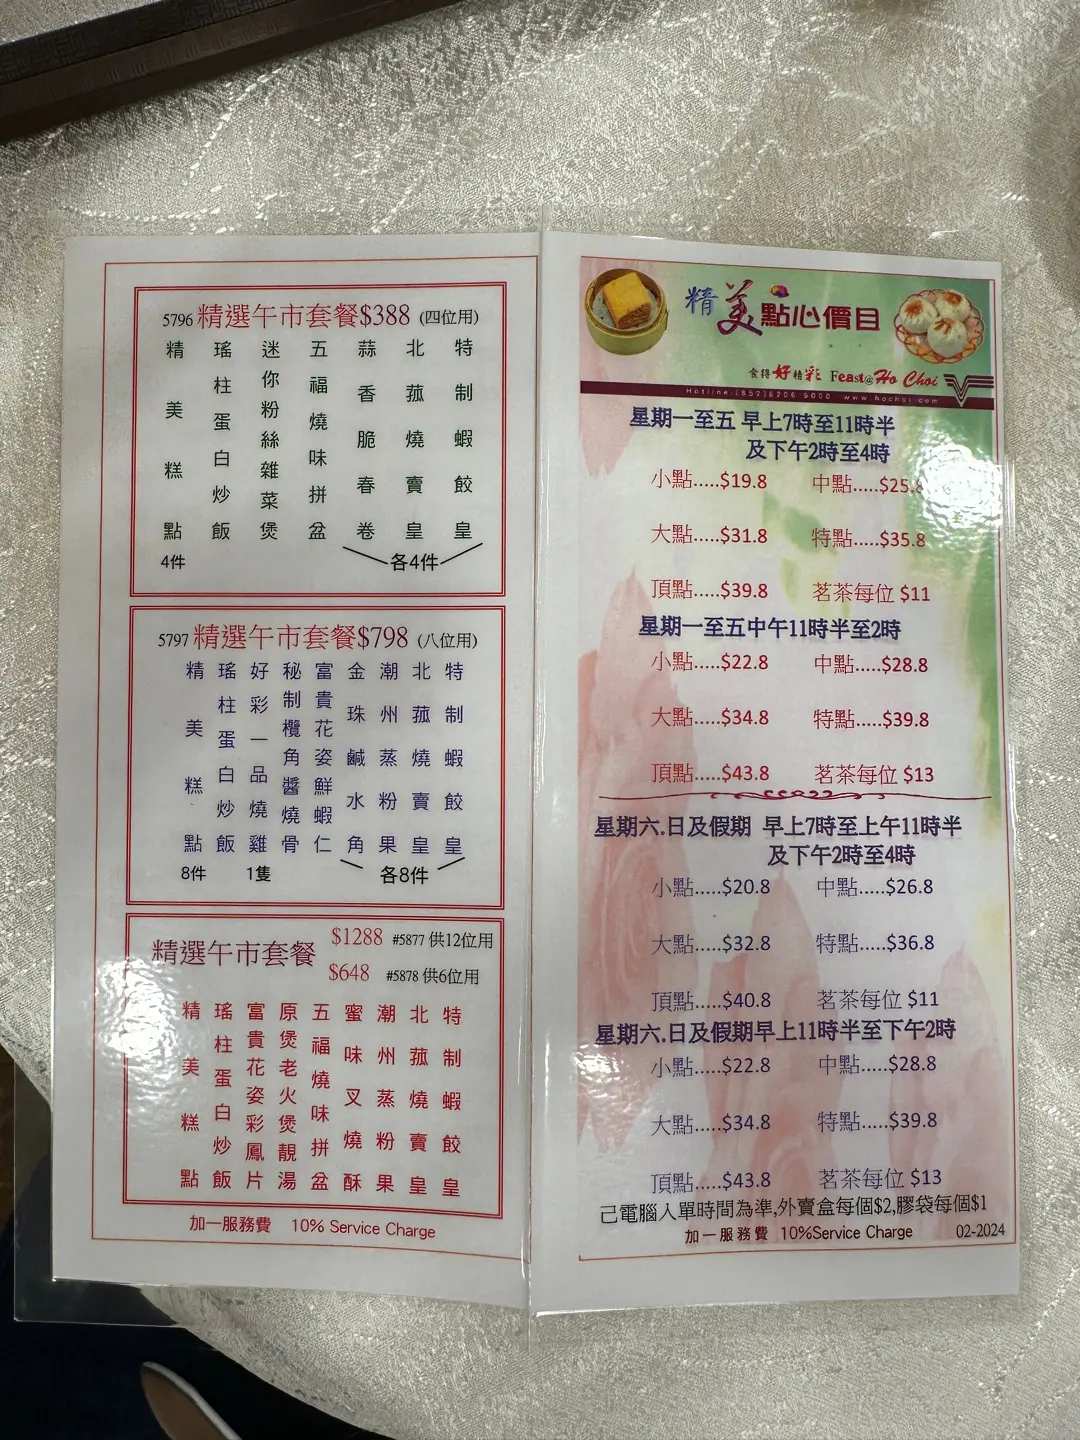 5796 精選午市套餐$388 (四位用)
特制蝦餃皇
北菰燒賣皇
蒜香脆春卷
五福燒味拼盆
迷你粉絲雜菜煲
瑤柱蛋白炒飯
精美糕點
4件
各4件
5797 精選午市套餐$798 (八位用)
特制蝦餃皇
北菰燒賣皇
潮州蒸粉果
金珠鹹水角
富貴花姿鮮蝦仁
秘制欖角醬燒骨
好彩一品燒雞
瑤柱蛋白炒飯
精美糕點
8件
1隻
各8件
精選午市套餐
$1288 #5877 供12位用
$648 #5878 供6位用
特制蝦餃皇
北菰燒賣皇
潮州蒸粉果
蜜味叉燒酥
五福燒味拼盆
原煲老火煲靚湯
富貴花姿彩鳳片
瑤柱蛋白炒飯
精美糕點
加一服務費 10% Service Charge
精美點心價目
食得好精彩 Feast@Ho Choi
Hotline:(852)8206 9000 www.hochoi.com
星期一至五 早上7時至11時半
及下午2時至4時
小點.....$19.8 中點.....$25.8
大點.....$31.8 特點.....$35.8
頂點.....$39.8 茗茶每位 $11
星期一至五中午11時半至2時
小點.....$22.8 中點.....$28.8
大點.....$34.8 特點.....$39.8
頂點.....$43.8 茗茶每位 $13
星期六.日及假期 早上7時至上午11時半
及下午2時至4時
小點.....$20.8 中點.....$26.8
大點.....$32.8 特點.....$36.8
頂點.....$40.8 茗茶每位 $11
星期六.日及假期早上11時半至下午2時
小點.....$22.8 中點.....$28.8
大點.....$34.8 特點.....$39.8
頂點.....$43.8 茗茶每位 $13
己電腦入單時間為準,外賣盒每個$2,膠袋每個$1
加一服務費 10%Service Charge 02-2024